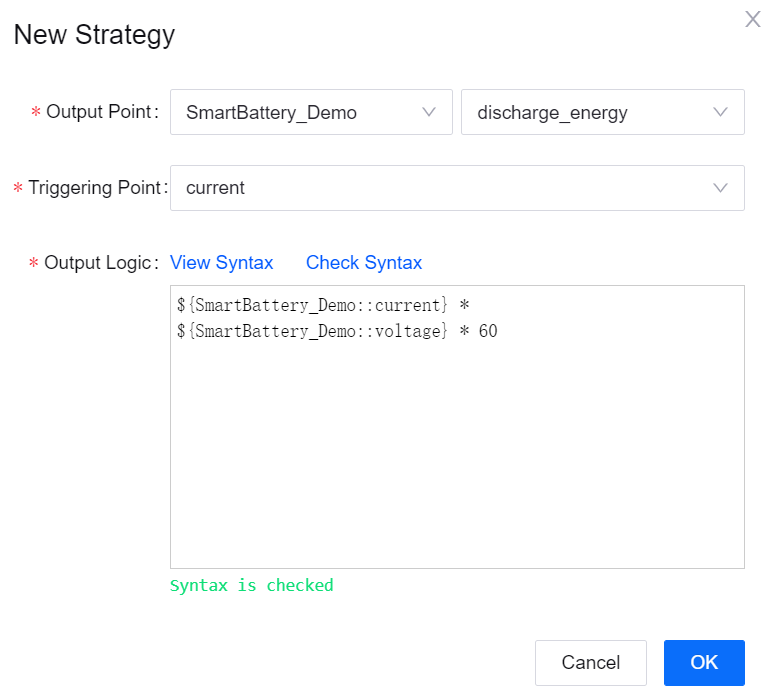 New Strategy
* Output Point: SmartBattery_Demo discharge_energy
* Triggering Point: current
* Output Logic: View Syntax Check Syntax
${SmartBattery_Demo::current} *
${SmartBattery_Demo::voltage} * 60
Syntax is checked
Cancel OK